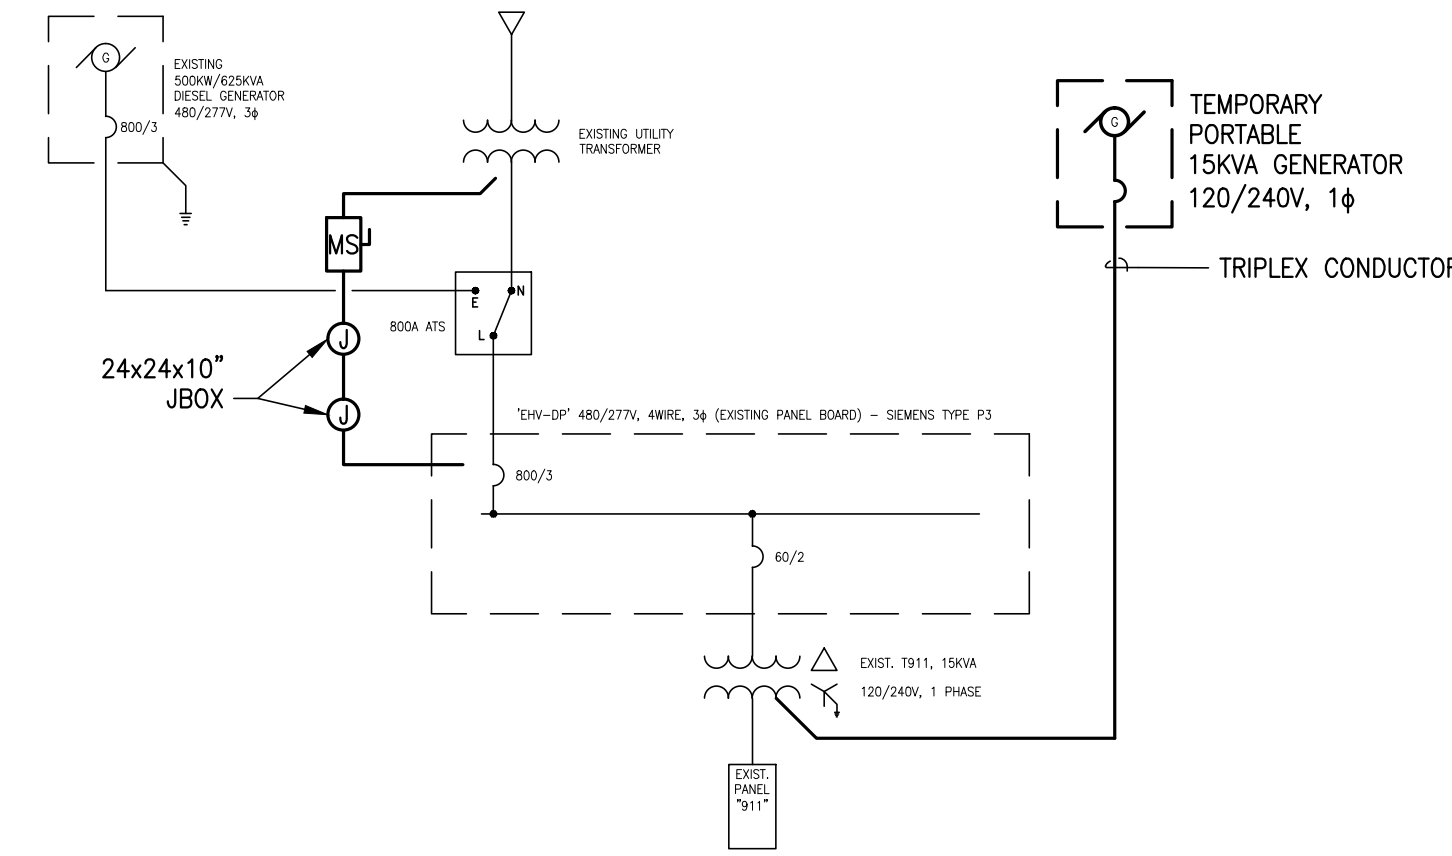 G
EXISTING
500KW/625KVA
DIESEL GENERATOR
480/277V, 3ϕ
800/3
EXISTING UTILITY
TRANSFORMER
G
TEMPORARY
PORTABLE
15KVA GENERATOR
120/240V, 1ϕ
TRIPLEX CONDUCTOR
MS
E
N
L
800A ATS
J
24x24x10"
JBOX
J
'EHV-DP' 480/277V, 4WIRE, 3ϕ (EXISTING PANEL BOARD) - SIEMENS TYPE P3
800/3
60/2
EXIST. T911, 15KVA
120/240V, 1 PHASE
EXIST.
PANEL
"911"